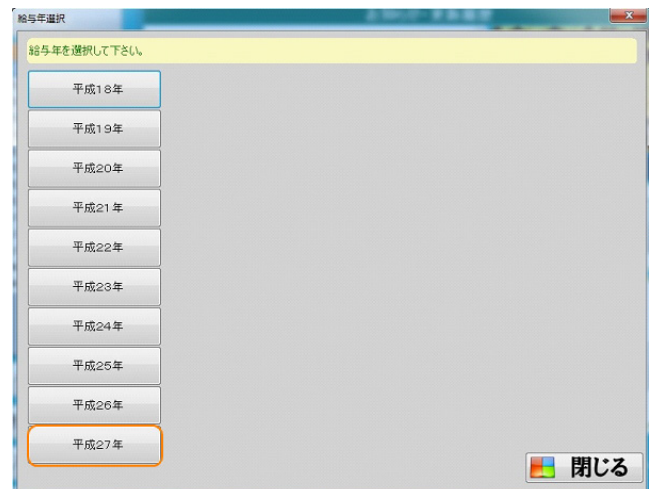 給与年選択
給与年を選択して下さい。
平成18年
平成19年
平成20年
平成21年
平成22年
平成23年
平成24年
平成25年
平成26年
平成27年
閉じる